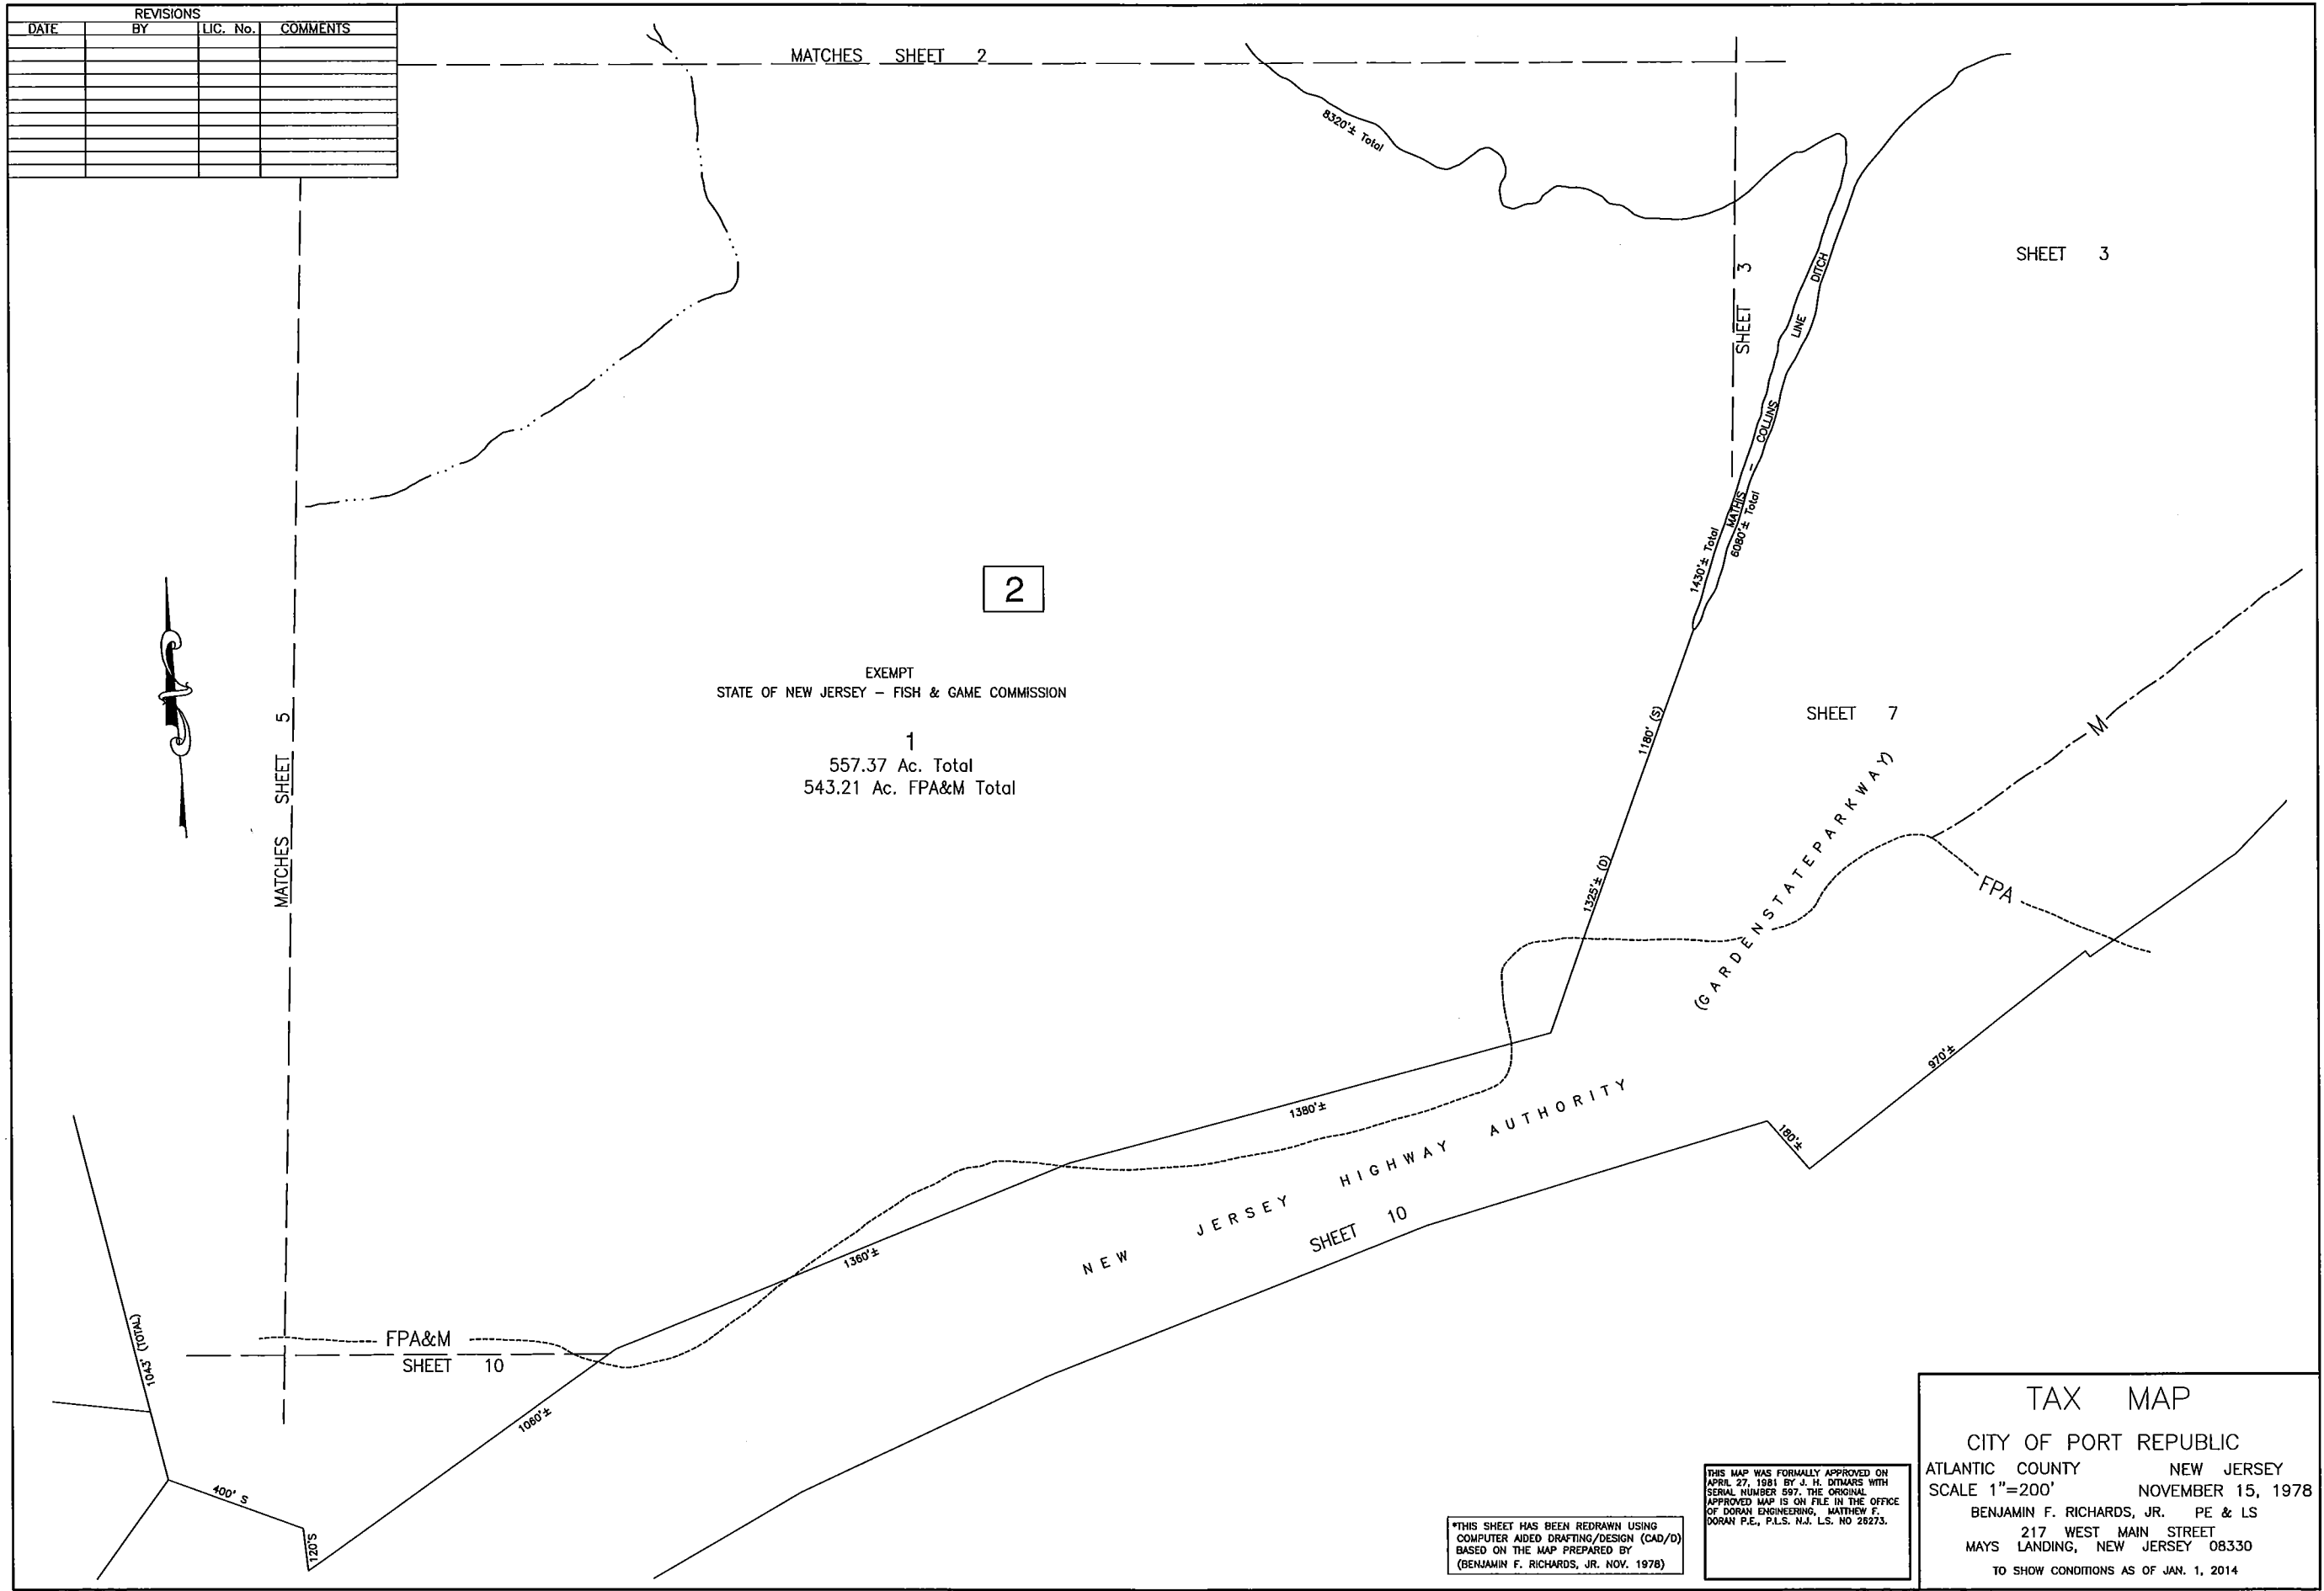 REVISIONS
DATE BY LIC. No. COMMENTS
MATCHES SHEET 2
8320'± Total
SHEET 3
SHEET 3
MATHIS - COLLINS LINE DITCH
1430'± Total
6080'± Total
2
EXEMPT
STATE OF NEW JERSEY – FISH & GAME COMMISSION
1
557.37 Ac. Total
543.21 Ac. FPA&M Total
MATCHES SHEET 5
1180' (S)
SHEET 7
M
1325'± (D)
(GARDEN STATE PARKWAY)
FPA
970'±
1380'±
180'±
NEW JERSEY HIGHWAY AUTHORITY
SHEET 10
1360'±
1043' (TOTAL)
FPA&M
SHEET 10
1060'±
400' S
120'S
*THIS SHEET HAS BEEN REDRAWN USING
COMPUTER AIDED DRAFTING/DESIGN (CAD/D)
BASED ON THE MAP PREPARED BY
(BENJAMIN F. RICHARDS, JR. NOV. 1978)
THIS MAP WAS FORMALLY APPROVED ON
APRIL 27, 1981 BY J. H. DITMARS WITH
SERIAL NUMBER 597. THE ORIGINAL
APPROVED MAP IS ON FILE IN THE OFFICE
OF DORAN ENGINEERING, MATTHEW F.
DORAN P.E., P.L.S. N.J. L.S. NO 26273.
TAX MAP
CITY OF PORT REPUBLIC
ATLANTIC COUNTY NEW JERSEY
SCALE 1"=200' NOVEMBER 15, 1978
BENJAMIN F. RICHARDS, JR. PE & LS
217 WEST MAIN STREET
MAYS LANDING, NEW JERSEY 08330
TO SHOW CONDITIONS AS OF JAN. 1, 2014